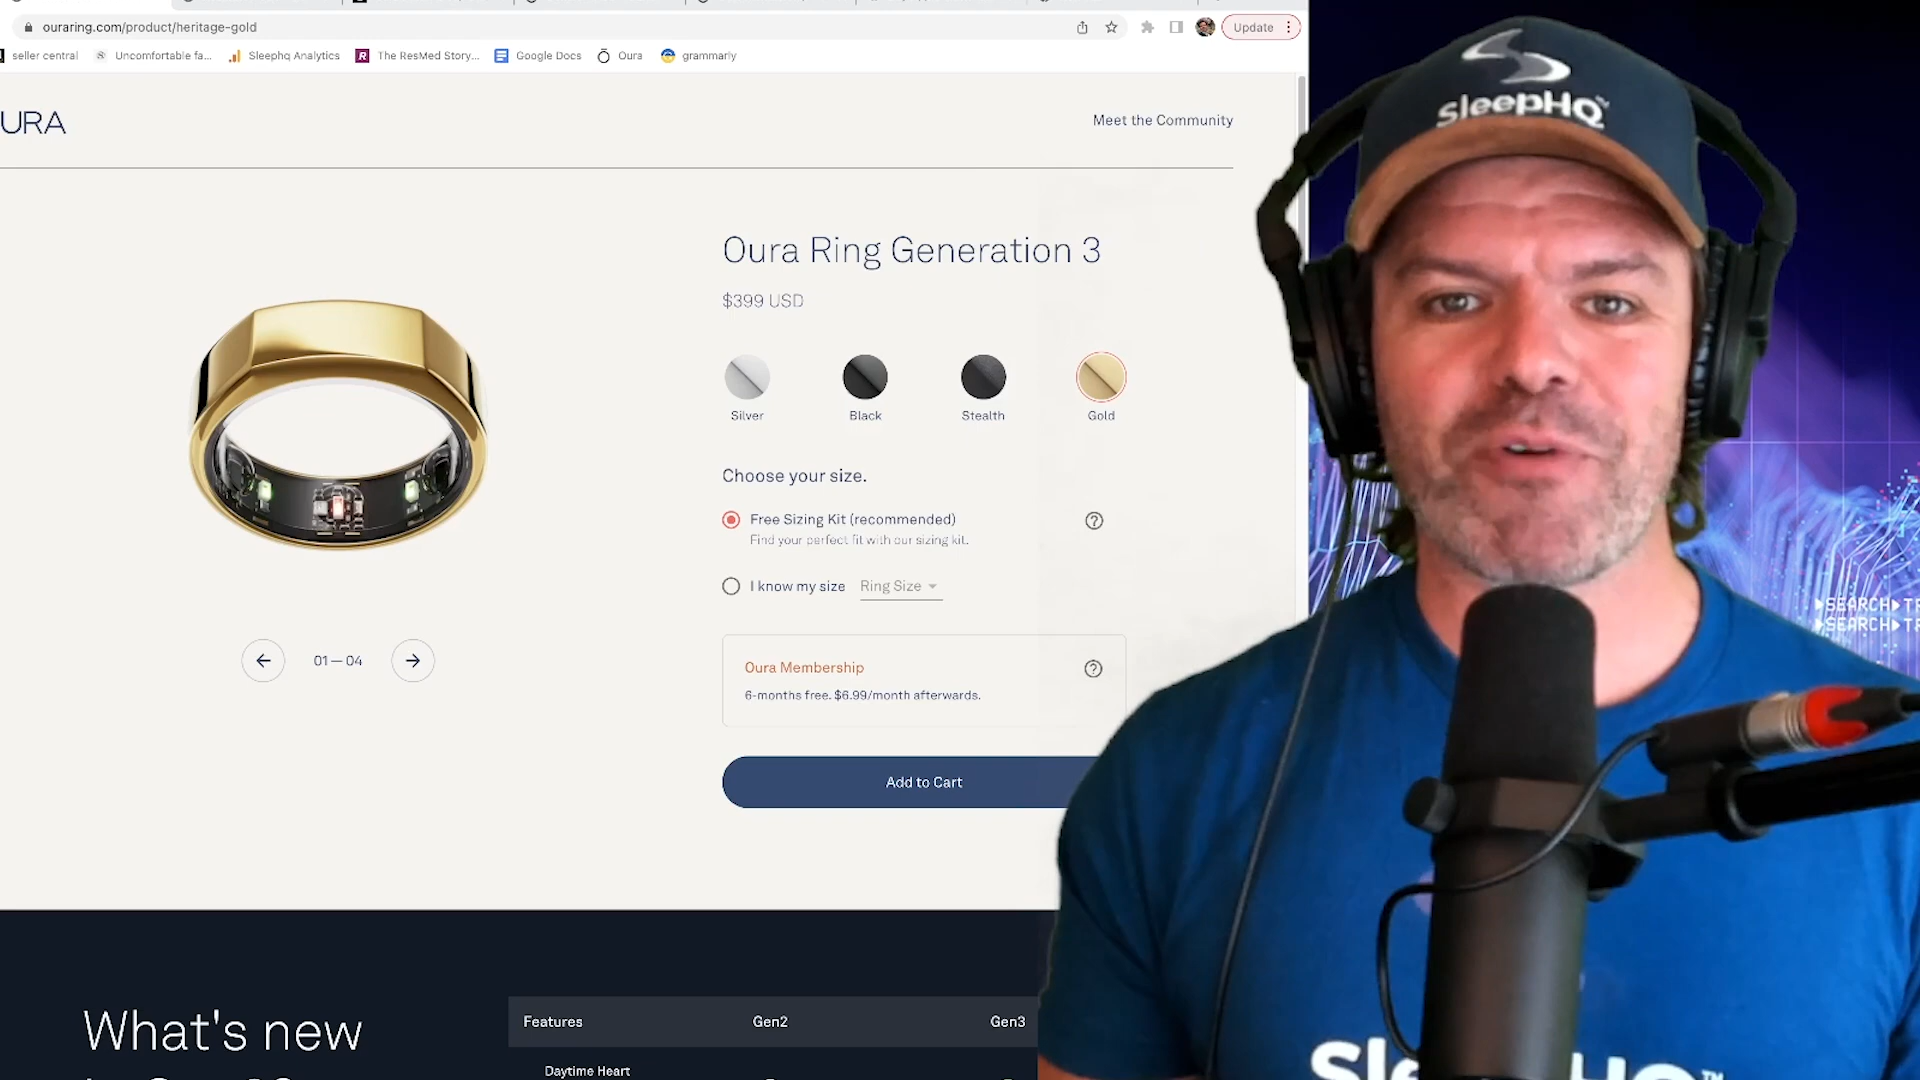 ouraring.com/product/heritage-gold
Update
seller central
Uncomfortable fa...
Sleephq Analytics
R
The ResMed Story...
Google Docs
Oura
grammarly
URA
Meet the Community
SleepHQ™
Oura Ring Generation 3
$399 USD
Silver
Black
Stealth
Gold
Choose your size.
Free Sizing Kit (recommended)
Find your perfect fit with our sizing kit.
I know my size
Ring Size
SEARCH
SEARCH
01 — 04
Oura Membership
6-months free. $6.99/month afterwards.
Add to Cart
What's new
Features
Gen2
Gen3
Daytime Heart